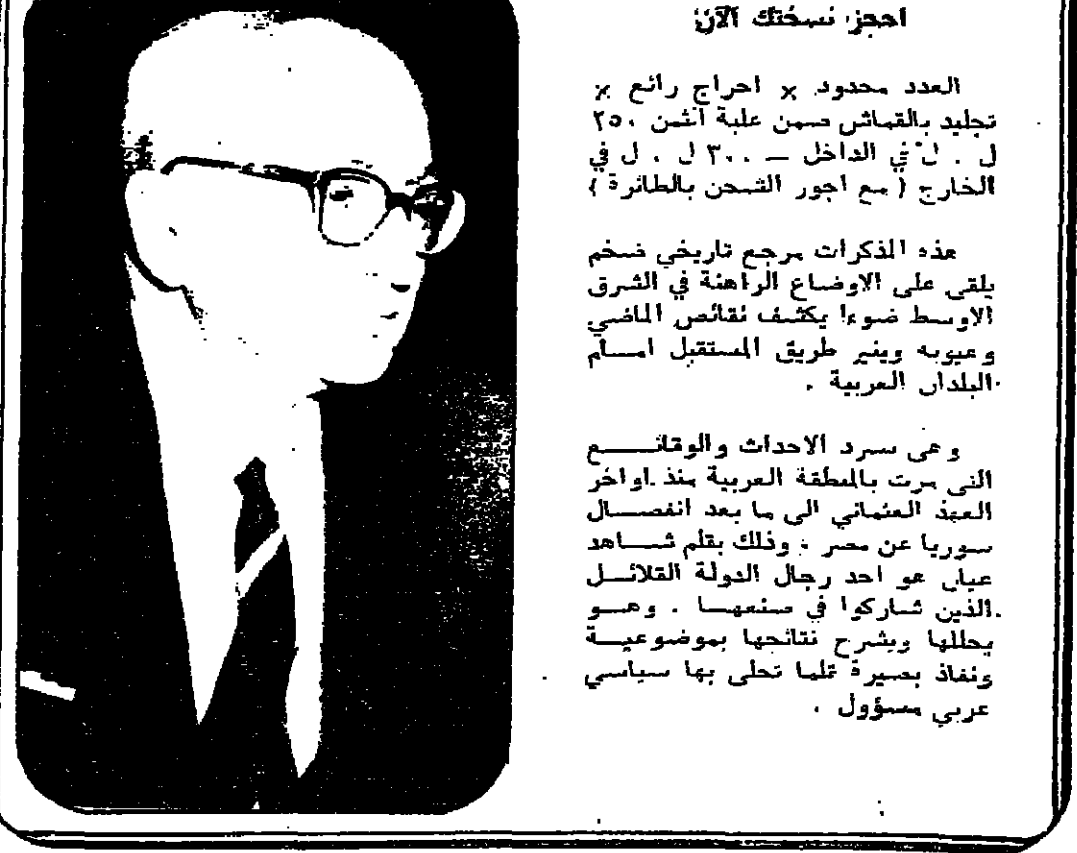 احجز نسختك الآن:
العدد محدود × اخراج رائع ×
تجليد بالقماش ضمن علبة الثمن ٢٥٠
ل . ل في الداخل — ٣٠٠ ل . ل في
الخارج ( مع اجور الشحن بالطائرة )
هذه المذكرات مرجع تاريخي ضخم
يلقي على الاوضاع الراهنة في الشرق
الاوسط ضوءا يكشف نقائص الماضي
وعيوبه وينير طريق المستقبل امام
البلدان العربية .
وهي سرد الاحداث والوقائع
التي مرت بالمنطقة العربية منذ اواخر
العهد العثماني الى ما بعد انفصال
سوريا عن مصر ، وذلك بقلم شاهد
عيان هو احد رجال الدولة القلائل
الذين شاركوا في صنعها . وهو
يحللها ويشرح نتائجها بموضوعية
ونفاذ بصيرة قلما تحلى بها سياسي
عربي مسؤول .